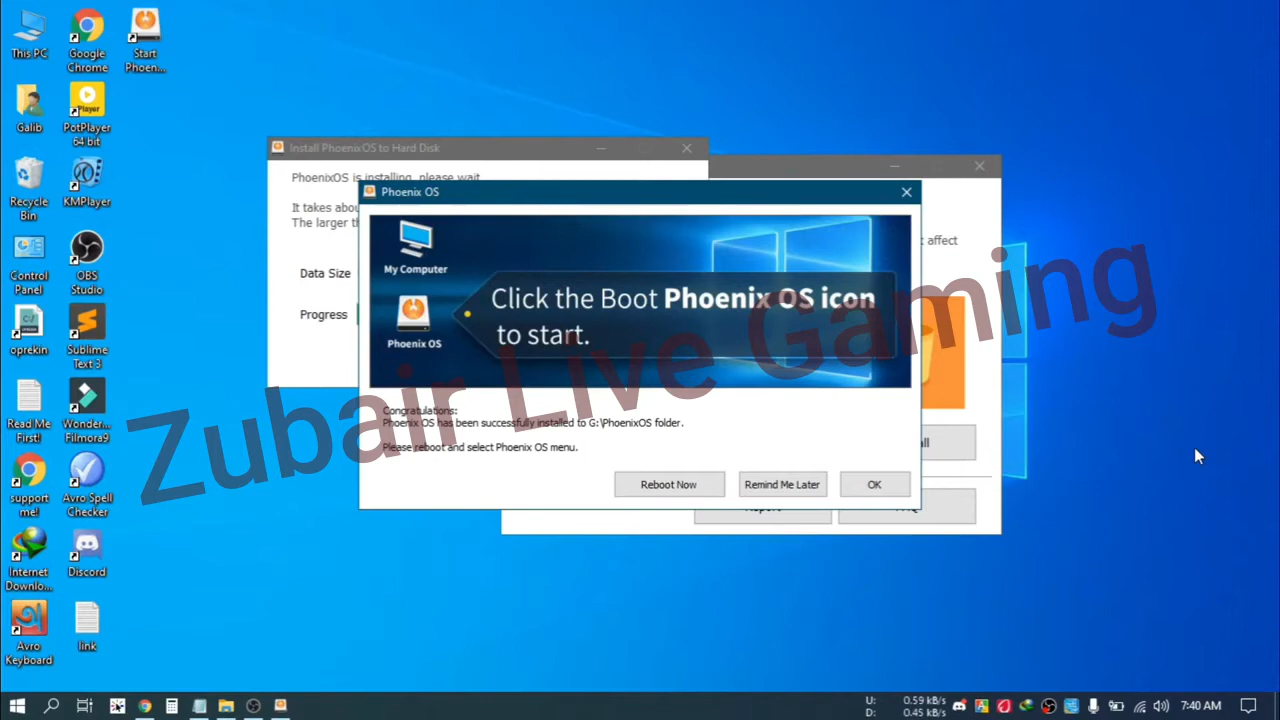 This PC
Google
Chrome
Start
Phoen...
Galib
Player
PotPlayer
64 bit
Recycle
Bin
KMPlayer
Control
Panel
OBS
Studio
oprekin
Sublime
Text 3
Read Me
First!
Wonder...
Filmora9
support
me!
Avro Spell
Checker
Internet
Downlo...
Discord
Avro
Keyboard
link
Install PhoenixOS to Hard Disk
PhoenixOS is installing, please wait
It takes abou
The larger th
Data Size
Progress
Phoenix OS
My Computer
Phoenix OS
Click the Boot Phoenix OS icon
to start.
Congratulations:
Phoenix OS has been successfully installed to G:\PhoenixOS folder.
Please reboot and select Phoenix OS menu.
Reboot Now
Remind Me Later
OK
t affect
all
Zubair Live Gaming
U: 0.59 kB/s
D: 0.45 kB/s
7:40 AM